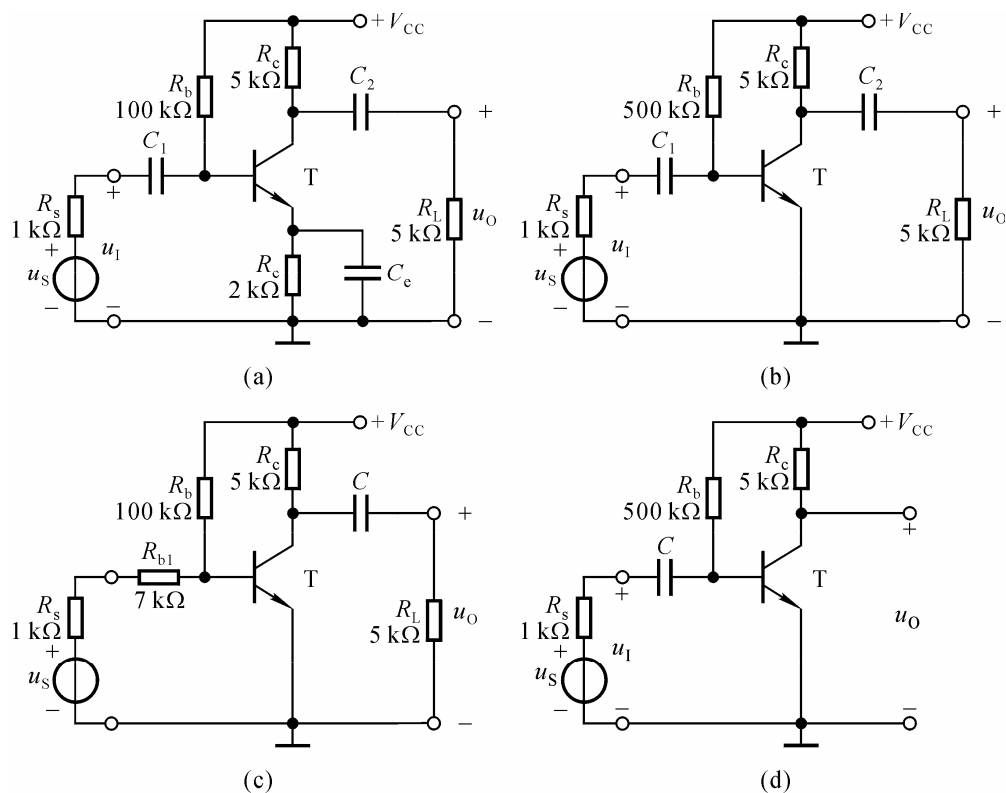 +V_CC
R_c
5 kΩ
C_2
R_b
100 kΩ
C_1
+
T
+
R_s
1 kΩ
+
u_S
−
u_I
−
R_c
2 kΩ
C_e
R_L
5 kΩ
u_O
−
(a)
+V_CC
R_c
5 kΩ
C_2
R_b
500 kΩ
C_1
+
T
+
R_s
1 kΩ
+
u_S
−
u_I
−
R_L
5 kΩ
u_O
−
(b)
+V_CC
R_c
5 kΩ
C
R_b
100 kΩ
R_b1
7 kΩ
T
+
R_s
1 kΩ
+
u_S
−
R_L
5 kΩ
u_O
−
(c)
+V_CC
R_c
5 kΩ
R_b
500 kΩ
C
+
T
+
R_s
1 kΩ
+
u_S
−
u_I
−
u_O
−
(d)